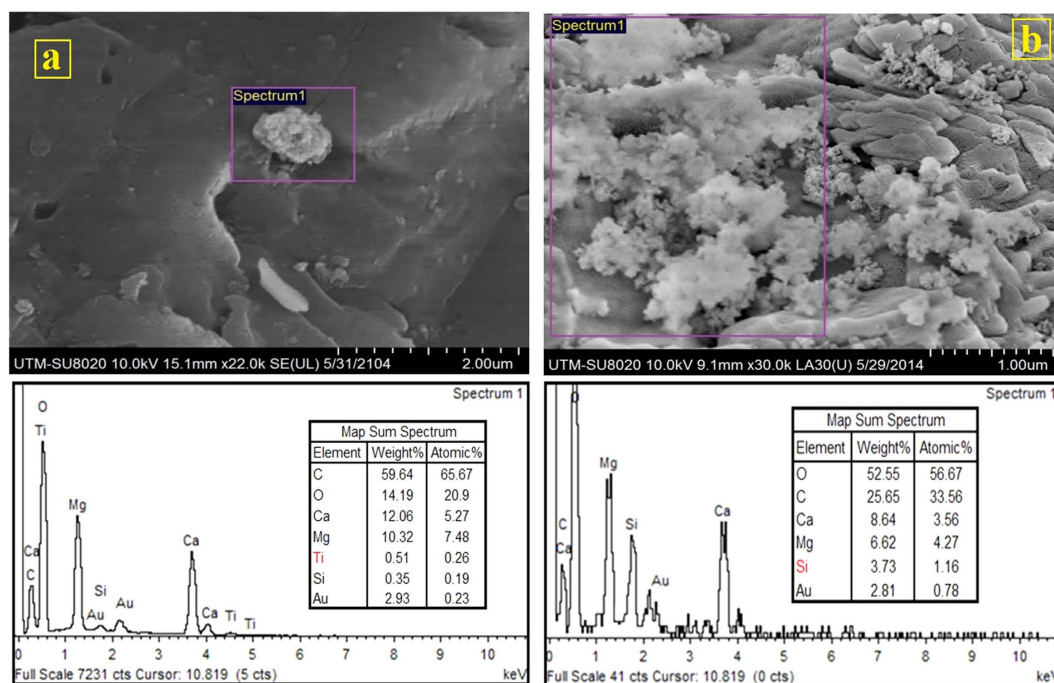 a
Spectrum1
UTM-SU8020 10.0kV 15.1mm x22.0k SE(UL) 5/31/2104 2.00um
Spectrum1
b
UTM-SU8020 10.0kV 9.1mm x30.0k LA30(U) 5/29/2014 1.00um
Spectrum 1
O
Ti
Mg
Ca
C
Si
Au
Au
Ca
Ca
Ti
Ti
Map Sum Spectrum
Element Weight% Atomic%
C 59.64 65.67
O 14.19 20.9
Ca 12.06 5.27
Mg 10.32 7.48
Ti 0.51 0.26
Si 0.35 0.19
Au 2.93 0.23
0 1 2 3 4 5 6 7 8 9 10
Full Scale 7231 cts Cursor: 10.819 (5 cts) keV
Spectrum 1
O
Mg
C
Ca
Si
Au
Ca
Map Sum Spectrum
Element Weight% Atomic%
O 52.55 56.67
C 25.65 33.56
Ca 8.64 3.56
Mg 6.62 4.27
Si 3.73 1.16
Au 2.81 0.78
0 1 2 3 4 5 6 7 8 9 10
Full Scale 41 cts Cursor: 10.819 (0 cts) keV